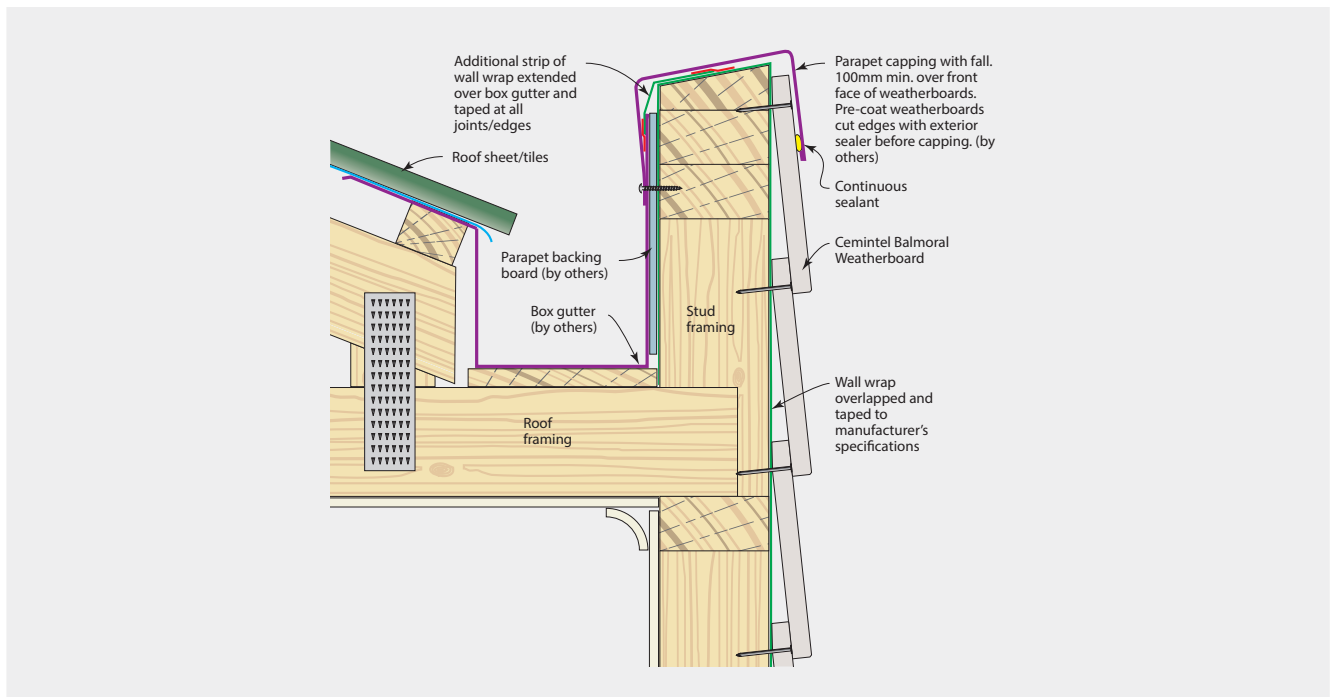 Additional strip of
wall wrap extended
over box gutter and
taped at all
joints/edges
Roof sheet/tiles
Parapet capping with fall.
100mm min. over front
face of weatherboards.
Pre-coat weatherboards
cut edges with exterior
sealer before capping. (by
others)
Continuous
sealant
Cemintel Balmoral
Weatherboard
Parapet backing
board (by others)
Box gutter
(by others)
Stud
framing
Wall wrap
overlapped and
taped to
manufacturer’s
specifications
Roof
framing